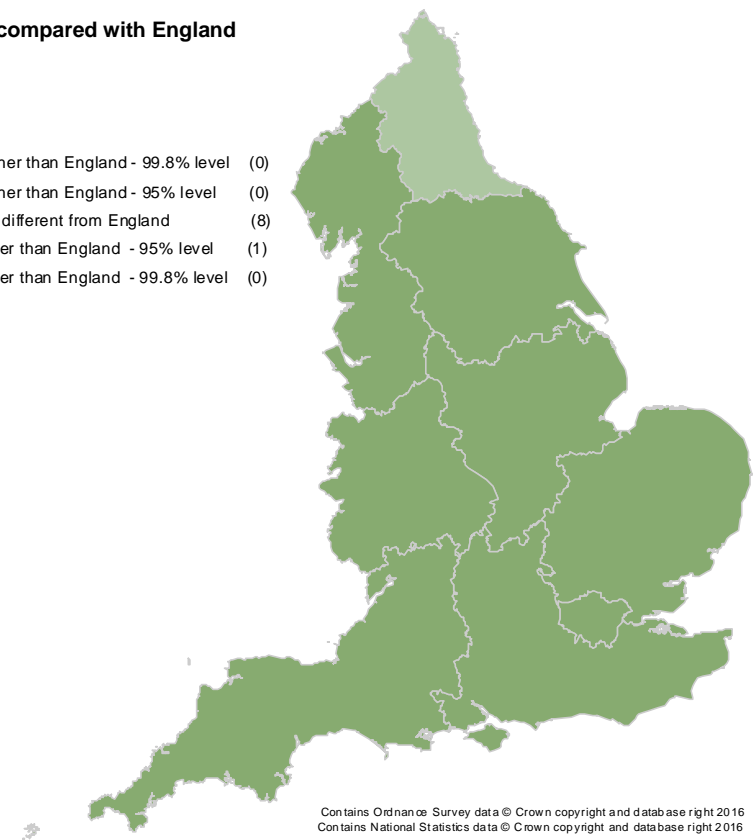 compared with England
her than England - 99.8% level (0)
her than England - 95% level (0)
different from England (8)
er than England - 95% level (1)
er than England - 99.8% level (0)
Contains Ordnance Survey data © Crown copyright and database right 2016
Contains National Statistics data © Crown copyright and database right 2016